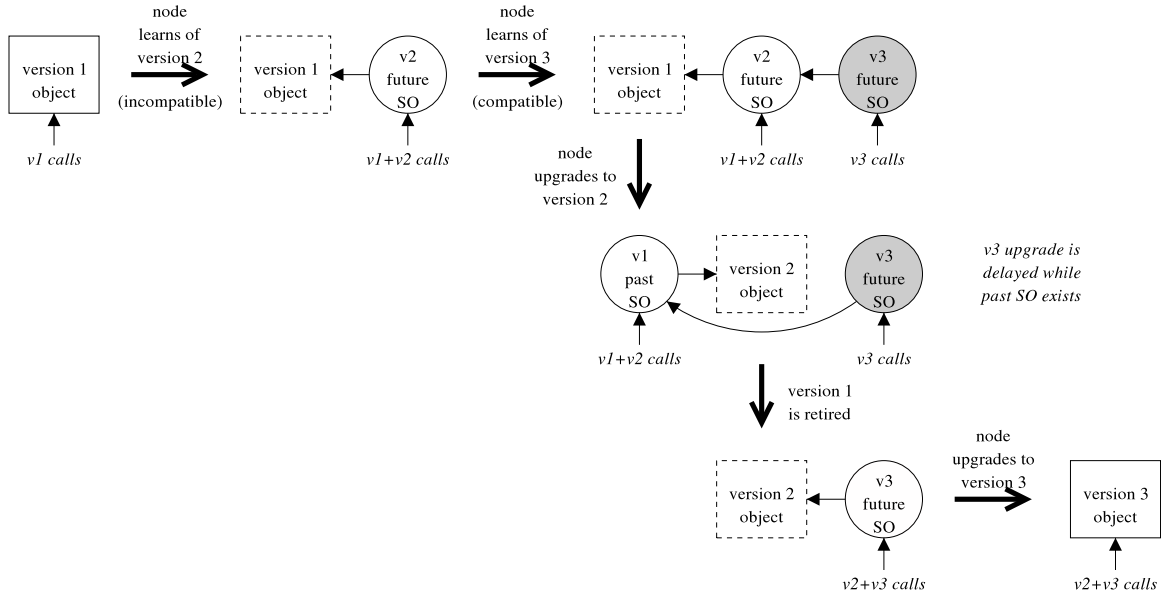 version 1
object
v1 calls
node
learns of
version 2
(incompatible)
version 1
object
v2
future
SO
v1+v2 calls
node
learns of
version 3
(compatible)
version 1
object
v2
future
SO
v1+v2 calls
v3
future
SO
v3 calls
node
upgrades to
version 2
v1
past
SO
v1+v2 calls
version 2
object
v3
future
SO
v3 calls
v3 upgrade is
delayed while
past SO exists
version 1
is retired
version 2
object
v3
future
SO
v2+v3 calls
node
upgrades to
version 3
version 3
object
v2+v3 calls